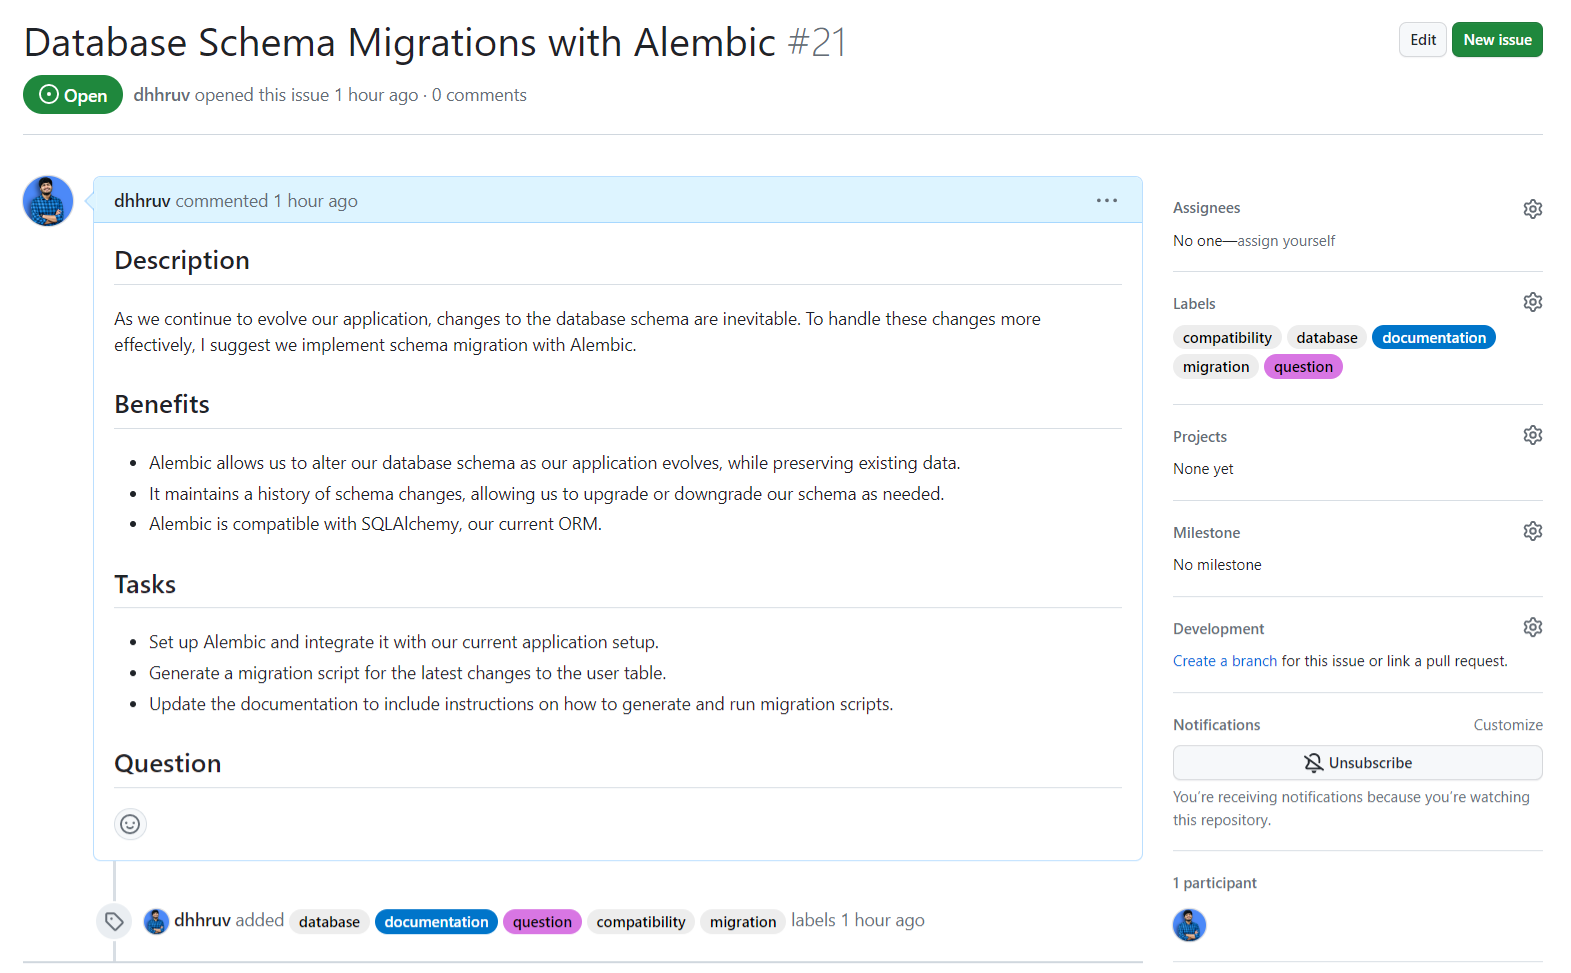 Database Schema Migrations with Alembic #21
Edit
New issue
Open
dhhruv opened this issue 1 hour ago · 0 comments
dhhruv commented 1 hour ago
Description
As we continue to evolve our application, changes to the database schema are inevitable. To handle these changes more
effectively, I suggest we implement schema migration with Alembic.
Benefits
• Alembic allows us to alter our database schema as our application evolves, while preserving existing data.
• It maintains a history of schema changes, allowing us to upgrade or downgrade our schema as needed.
• Alembic is compatible with SQLAlchemy, our current ORM.
Tasks
• Set up Alembic and integrate it with our current application setup.
• Generate a migration script for the latest changes to the user table.
• Update the documentation to include instructions on how to generate and run migration scripts.
Question
dhhruv added database documentation question compatibility migration labels 1 hour ago
Assignees
No one—assign yourself
Labels
compatibility database documentation
migration question
Projects
None yet
Milestone
No milestone
Development
Create a branch for this issue or link a pull request.
Notifications
Customize
Unsubscribe
You’re receiving notifications because you’re watching
this repository.
1 participant